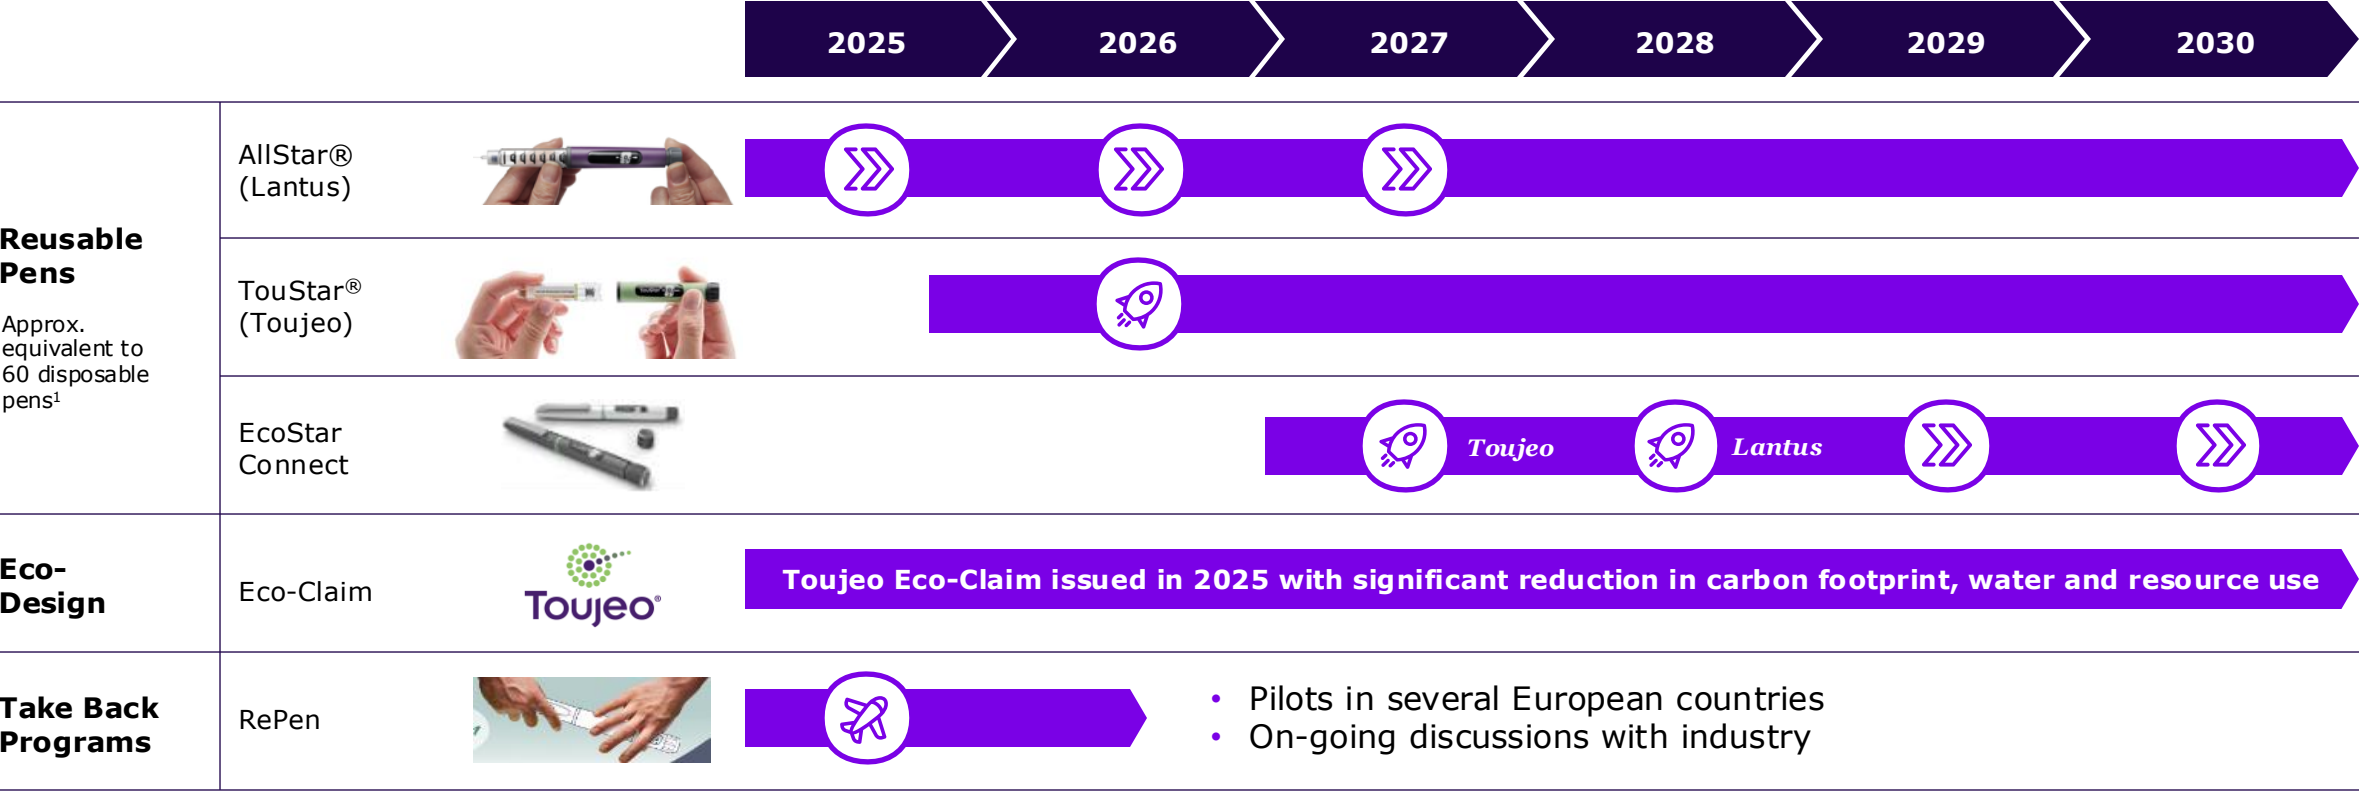 2025
2026
2027
2028
2029
2030
Reusable
Pens
Approx.
equivalent to
60 disposable
pens¹
AllStar®
(Lantus)
TouStar®
(Toujeo)
EcoStar
Connect
Toujeo
Lantus
Eco-
Design
Eco-Claim
Toujeo®
Toujeo Eco-Claim issued in 2025 with significant reduction in carbon footprint, water and resource use
Take Back
Programs
RePen
• Pilots in several European countries
• On-going discussions with industry